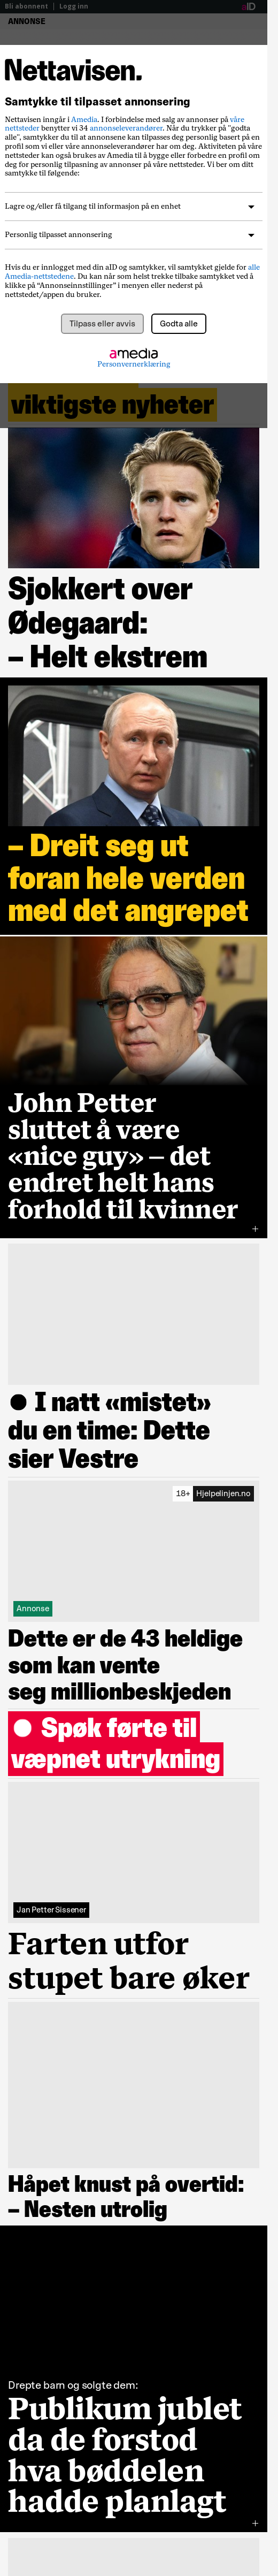 Bli abonnent | Logg inn
aID
ANNONSE
Nettavisen.
Samtykke til tilpasset annonsering
Nettavisen inngår i Amedia. I forbindelse med salg av annonser på våre
nettsteder benytter vi 34 annonseleverandører. Når du trykker på "godta
alle", samtykker du til at annonsene kan tilpasses deg personlig basert på en
profil som vi eller våre annonseleverandører har om deg. Aktiviteten på våre
nettsteder kan også brukes av Amedia til å bygge eller forbedre en profil om
deg for personlig tilpasning av annonser på våre nettsteder. Vi ber om ditt
samtykke til følgende:
Lagre og/eller få tilgang til informasjon på en enhet
Personlig tilpasset annonsering
Hvis du er innlogget med din aID og samtykker, vil samtykket gjelde for alle
Amedia-nettstedene. Du kan når som helst trekke tilbake samtykket ved å
klikke på "Annonseinnstillinger" i menyen eller nederst på
nettstedet/appen du bruker.
Tilpass eller avvis
Godta alle
amedia
Personvernerklæring
viktigste nyheter
Sjokkert over
Ødegaard:
– Helt ekstrem
– Dreit seg ut
foran hele verden
med det angrepet
John Petter
sluttet å være
«nice guy» – det
endret helt hans
forhold til kvinner
+
I natt «mistet»
du en time: Dette
sier Vestre
18+ Hjelpelinjen.no
Annonse
Dette er de 43 heldige
som kan vente
seg millionbeskjeden
Spøk førte til
væpnet utrykning
Jan Petter Sissener
Farten utfor
stupet bare øker
Håpet knust på overtid:
– Nesten utrolig
Drepte barn og solgte dem:
Publikum jublet
da de forstod
hva bøddelen
hadde planlagt
+